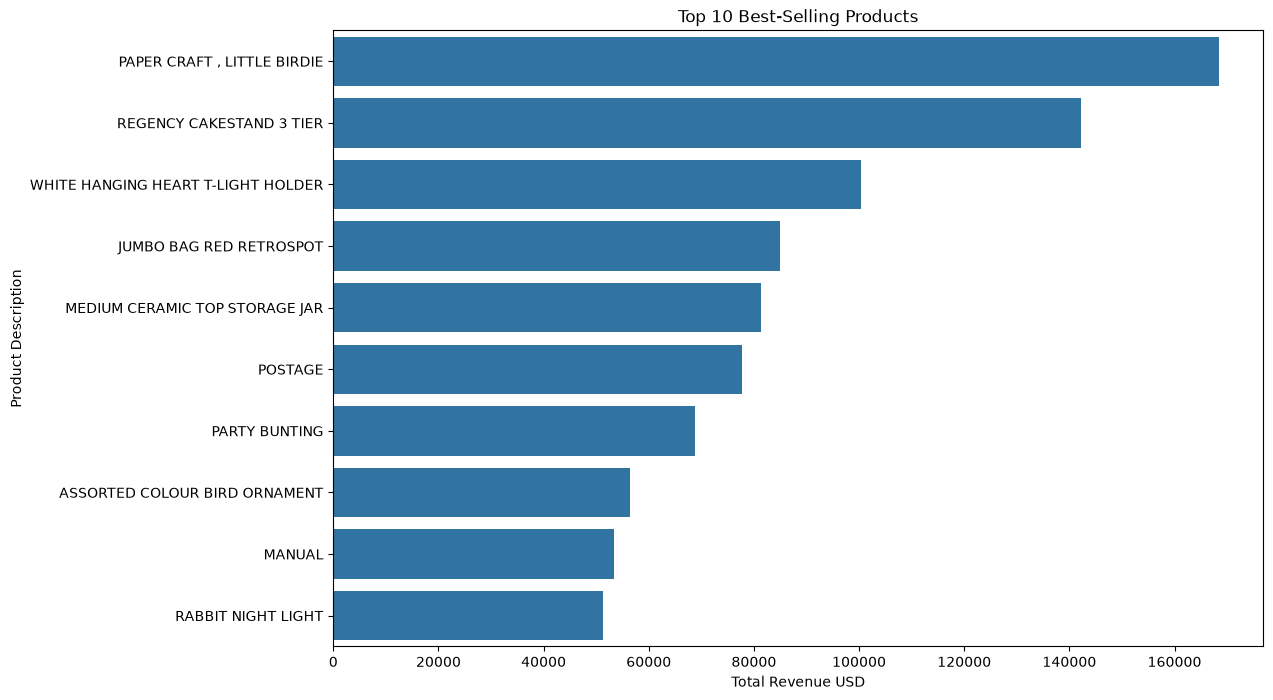 Top 10 Best-Selling Products
Product Description
PAPER CRAFT , LITTLE BIRDIE
REGENCY CAKESTAND 3 TIER
WHITE HANGING HEART T-LIGHT HOLDER
JUMBO BAG RED RETROSPOT
MEDIUM CERAMIC TOP STORAGE JAR
POSTAGE
PARTY BUNTING
ASSORTED COLOUR BIRD ORNAMENT
MANUAL
RABBIT NIGHT LIGHT
0 20000 40000 60000 80000 100000 120000 140000 160000
Total Revenue USD